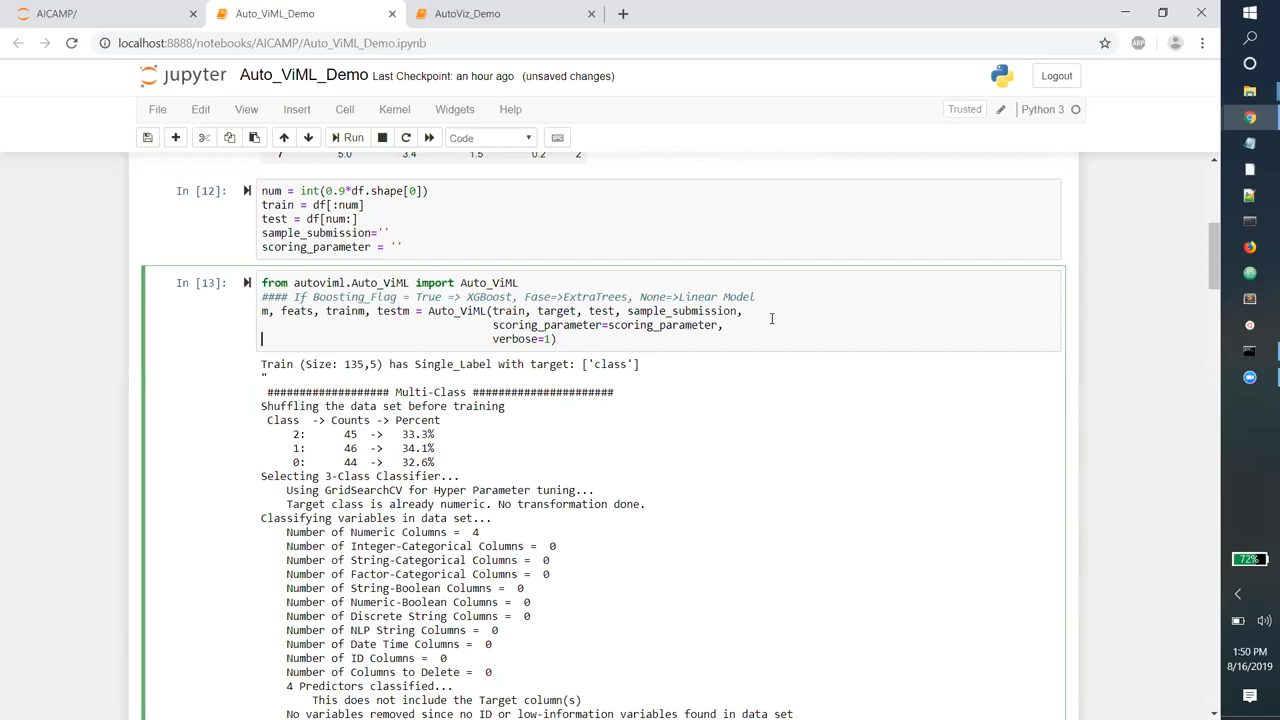 AICAMP/
Auto_ViML_Demo
AutoViz_Demo
localhost:8888/notebooks/AICAMP/Auto_ViML_Demo.ipynb
ABP
jupyter Auto_ViML_Demo Last Checkpoint: an hour ago (unsaved changes)
Logout
File Edit View Insert Cell Kernel Widgets Help
Trusted
Python 3
Run
Code
7 5.0 3.4 1.5 0.2 2
In [12]:
num = int(0.9*df.shape[0])
train = df[:num]
test = df[num:]
sample_submission=''
scoring_parameter = ''
In [13]:
from autoviml.Auto_ViML import Auto_ViML
#### If Boosting_Flag = True => XGBoost, Fase=>ExtraTrees, None=>Linear Model
m, feats, trainm, testm = Auto_ViML(train, target, test, sample_submission,
scoring_parameter=scoring_parameter,
verbose=1)
Train (Size: 135,5) has Single_Label with target: ['class']
"
################### Multi-Class ######################
Shuffling the data set before training
Class -> Counts -> Percent
2: 45 -> 33.3%
1: 46 -> 34.1%
0: 44 -> 32.6%
Selecting 3-Class Classifier...
Using GridSearchCV for Hyper Parameter tuning...
Target class is already numeric. No transformation done.
Classifying variables in data set...
Number of Numeric Columns = 4
Number of Integer-Categorical Columns = 0
Number of String-Categorical Columns = 0
Number of Factor-Categorical Columns = 0
Number of String-Boolean Columns = 0
Number of Numeric-Boolean Columns = 0
Number of Discrete String Columns = 0
Number of NLP String Columns = 0
Number of Date Time Columns = 0
Number of ID Columns = 0
Number of Columns to Delete = 0
4 Predictors classified...
This does not include the Target column(s)
No variables removed since no ID or low-information variables found in data set
72%
1:50 PM
8/16/2019